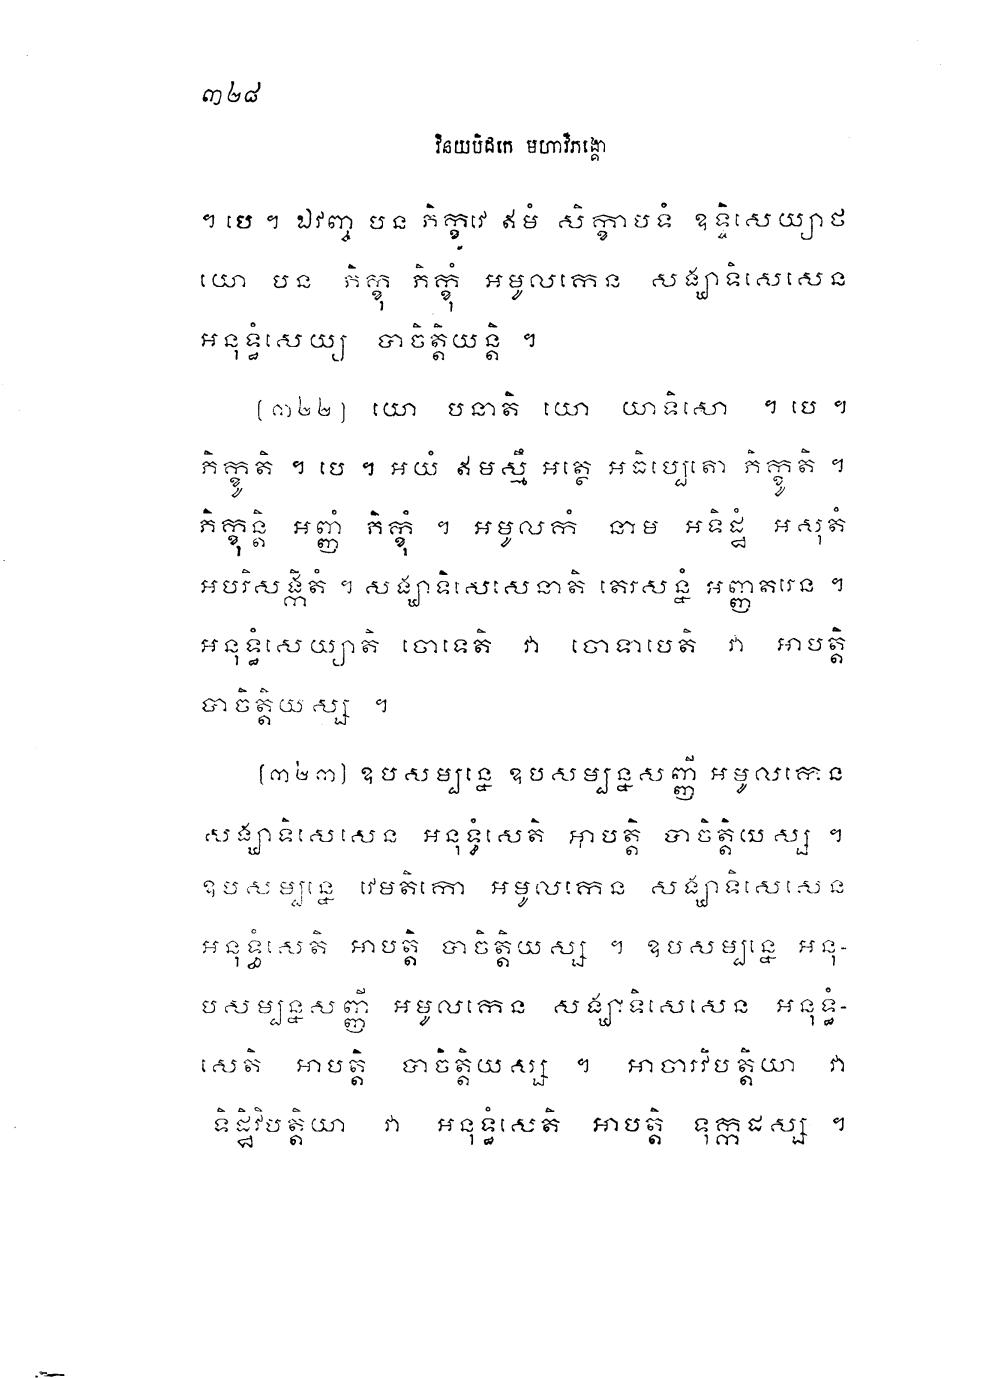 ៣២៨
វិនយបិដកេ មហាវិភង្គោ
។ បេ ។ ឯវញ្ច បន ភិក្ខវេ ឥមំ សិក្ខាបទំ ឧទ្ទិសេយ្យាថ
យោ បន ភិក្ខុ ភិក្ខុំ អមូលកេន សង្ឃាទិសេសេន
អនុទ្ធំសេយ្យ បាចិត្តិយន្តិ ។
(៣២២) យោ បនាតិ យោ យាទិសោ ។ បេ ។
ភិក្ខូតិ ។ បេ ។ អយំ ឥមស្មឹ អត្ថេ អធិប្បេតោ ភិក្ខូតិ ។
ភិក្ខុន្តិ អញ្ញំ ភិក្ខុំ ។ អមូលកំ នាម អទិដ្ឋំ អសុតំ
អបរិសង្កិតំ ។ សង្ឃាទិសេសេនាតិ តេរសន្នំ អញ្ញតរេន ។
អនុទ្ធំសេយ្យាតិ ចោទេតិ វា ចោទាបេតិ វា អាបត្តិ
បាចិត្តិយស្ស ។
(៣២៣) ឧបសម្បន្នេ ឧបសម្បន្នសញ្ញី អមូលកេន
សង្ឃាទិសេសេន អនុទ្ធំសេតិ អាបត្តិ បាចិត្តិយស្ស ។
ឧបសម្បន្នេ វេមតិកោ អមូលកេន សង្ឃាទិសេសេន
អនុទ្ធំសេតិ អាបត្តិ បាចិត្តិយស្ស ។ ឧបសម្បន្នេ អនុ-
បសម្បន្នសញ្ញី អមូលកេន សង្ឃាទិសេសេន អនុទ្ធំ-
សេតិ អាបត្តិ បាចិត្តិយស្ស ។ អាចារវិបត្តិយា វា
ទិដ្ឋិវិបត្តិយា វា អនុទ្ធំសេតិ អាបត្តិ ទុក្កដស្ស ។